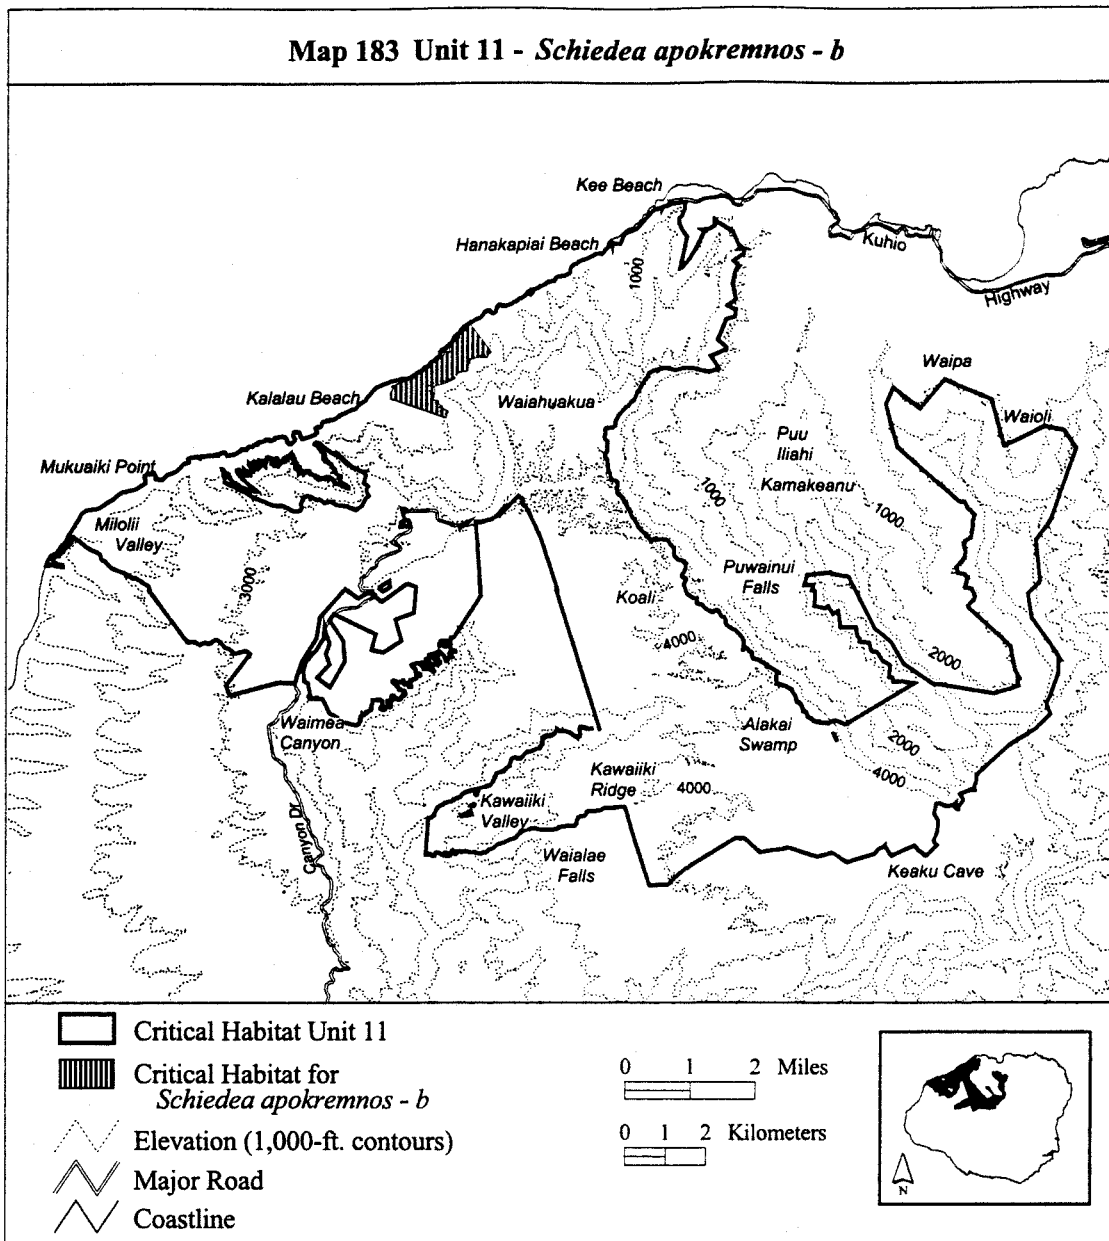 Map 183 Unit 11 - Schiedea apokremnos - b
Kee Beach
Hanakapiai Beach
Kuhio
1000
Highway
Waipa
Kalalau Beach
Waiahuakua
Waioli
Puu
Iliahi
Mukuaiki Point
Kamakeanu
1000
1000
Milolii
Valley
Puwainui
Falls
3000
Koali
4000
2000
Waimea
Canyon
Alakai
Swamp
2000
Kawaiiki
Ridge
4000
4000
Kawaiiki
Valley
Canyon Dr
Waialae
Falls
Keaku Cave
Critical Habitat Unit 11
Critical Habitat for
Schiedea apokremnos - b
Elevation (1,000-ft. contours)
Major Road
Coastline
0 1 2 Miles
0 1 2 Kilometers
N